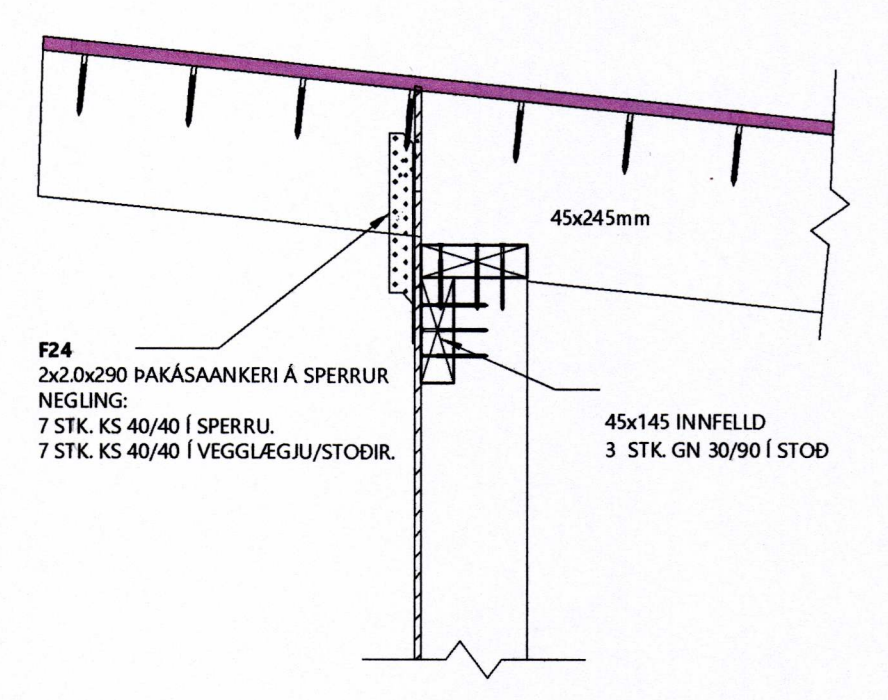 45x245mm
F24
2x2.0x290 ÞAKÁSAANKERI Á SPERRUR
NEGLING:
7 STK. KS 40/40 Í SPERRU.
7 STK. KS 40/40 Í VEGGLÆGJU/STOÐIR.
45x145 INNFELLD
3 STK. GN 30/90 Í STOÐ